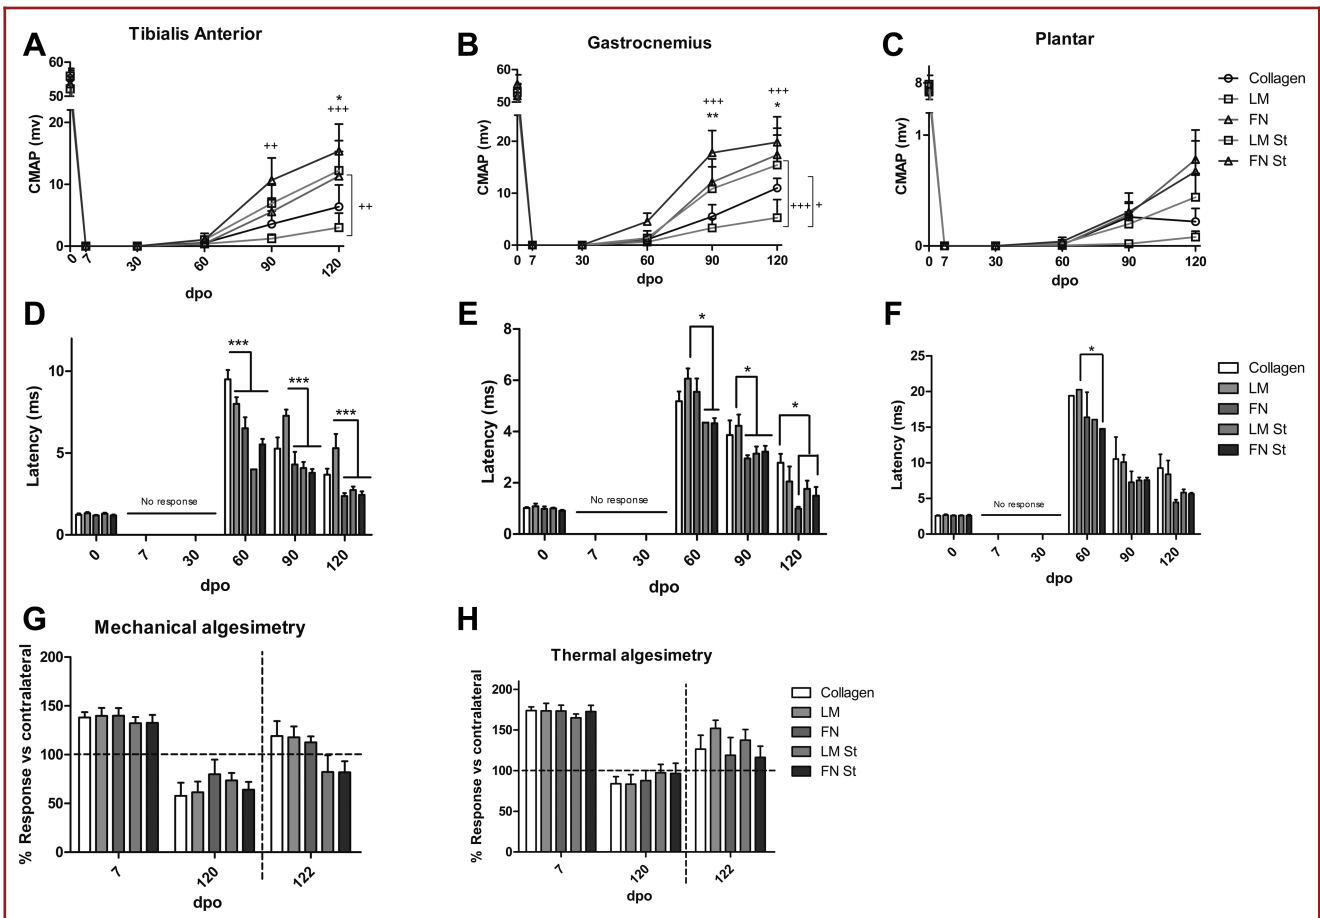 A
Tibialis Anterior
CMAP (mv)
60
50
20
10
0
++
*
+++
++
0 7 30 60 90 120
dpo
B
Gastrocnemius
CMAP (mv)
60
50
20
10
0
+++
**
+++
*
+++
+
0 7 30 60 90 120
dpo
C
Plantar
CMAP (mv)
8
1
0
0 7 30 60 90 120
dpo
Collagen
LM
FN
LM St
FN St
D
Latency (ms)
10
5
0
No response
***
***
***
0 7 30 60 90 120
dpo
E
Latency (ms)
8
6
4
2
0
No response
*
*
*
0 7 30 60 90 120
dpo
F
Latency (ms)
25
20
15
10
5
0
No response
*
0 7 30 60 90 120
dpo
Collagen
LM
FN
LM St
FN St
G
Mechanical algesimetry
% Response vs contralateral
200
150
100
50
0
7 120 122
dpo
H
Thermal algesimetry
% Response vs contralateral
200
150
100
50
0
7 120 122
dpo
Collagen
LM
FN
LM St
FN St